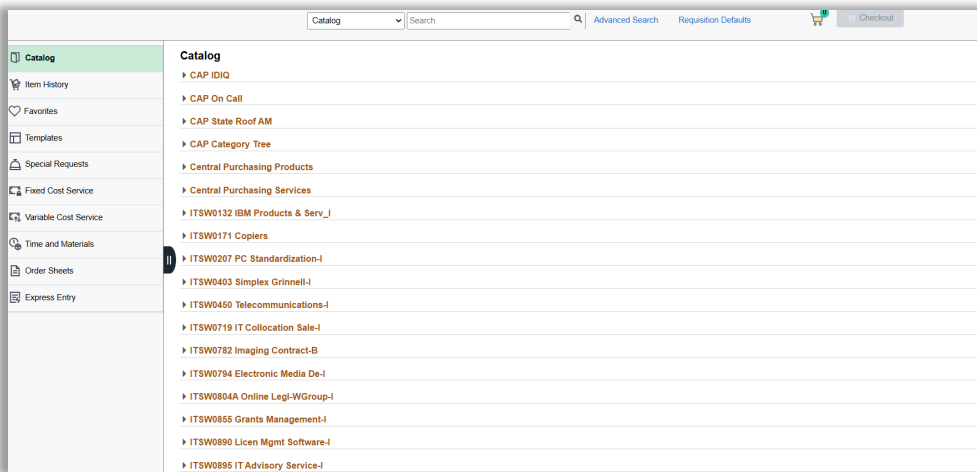 Catalog Search Advanced Search Requisition Defaults 0 Checkout
Catalog
Item History
Favorites
Templates
Special Requests
Fixed Cost Service
Variable Cost Service
Time and Materials
Order Sheets
Express Entry
Catalog
CAP IDIQ
CAP On Call
CAP State Roof AM
CAP Category Tree
Central Purchasing Products
Central Purchasing Services
ITSW0132 IBM Products & Serv_I
ITSW0171 Copiers
ITSW0207 PC Standardization-I
ITSW0403 Simplex Grinnell-I
ITSW0450 Telecommunications-I
ITSW0719 IT Collocation Sale-I
ITSW0782 Imaging Contract-B
ITSW0794 Electronic Media De-I
ITSW0804A Online Legl-WGroup-I
ITSW0855 Grants Management-I
ITSW0890 Licen Mgmt Software-I
ITSW0895 IT Advisory Service-I